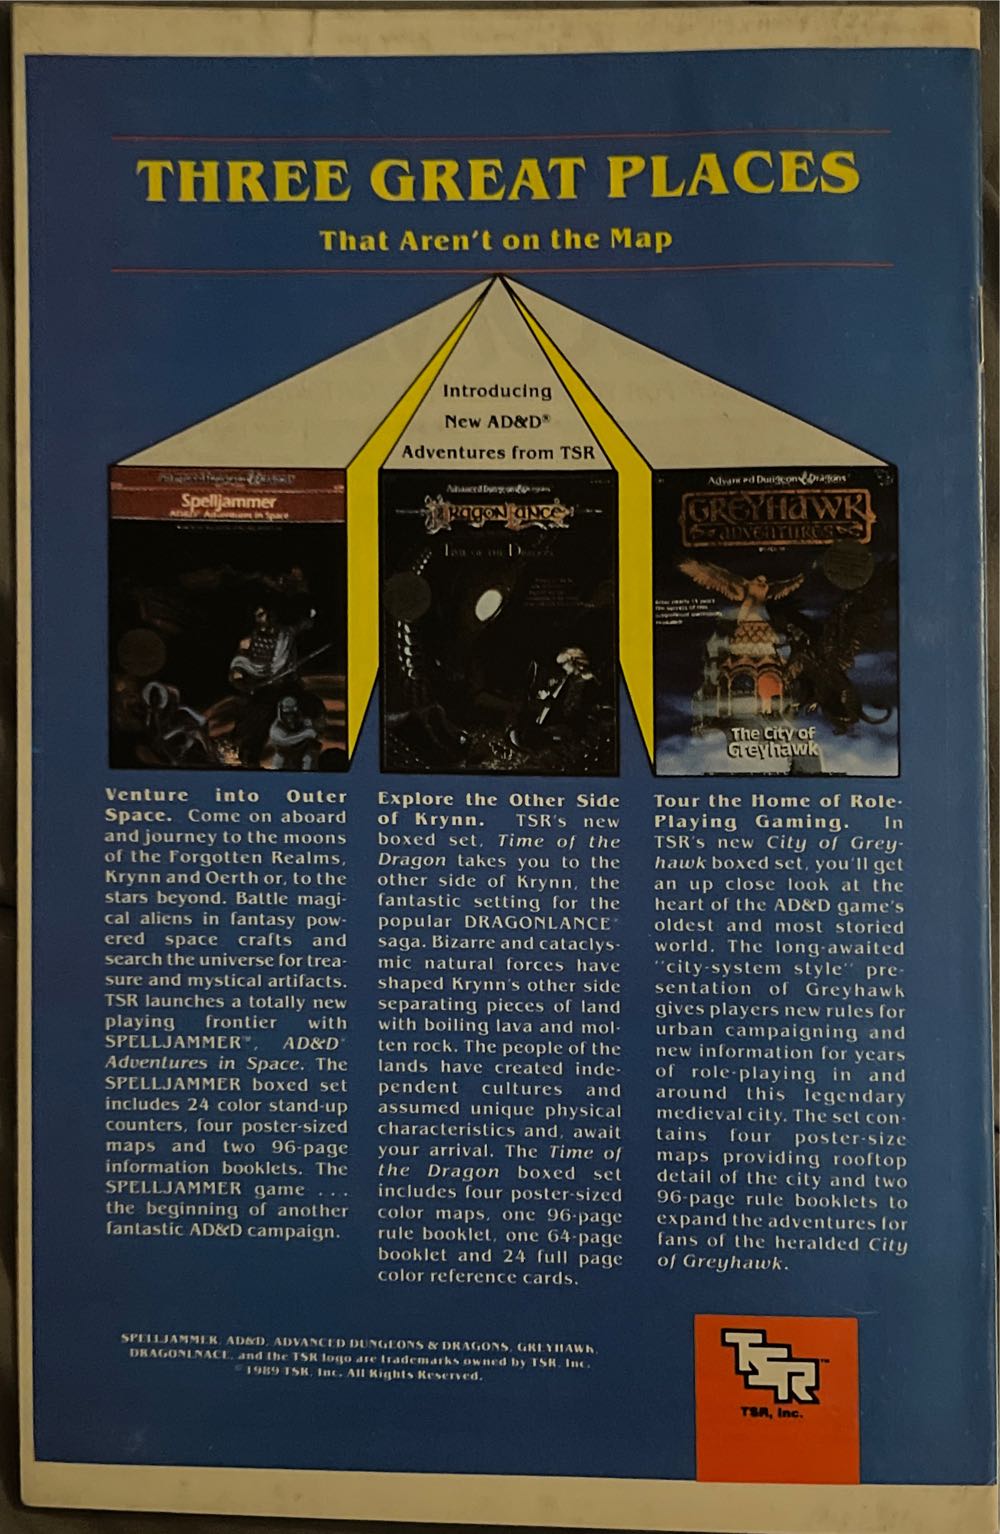 THREE GREAT PLACES
That Aren't on the Map
Introducing
New AD&D®
Adventures from TSR
Advanced Dungeons & Dragons
Spelljammer
AD&D Adventures in Space
Advanced Dungeons & Dragons
DRAGONLANCE
TIME OF THE DRAGON
Advanced Dungeons & Dragons
GREYHAWK
ADVENTURES
The City of
Greyhawk
Venture into Outer
Space. Come on aboard
and journey to the moons
of the Forgotten Realms,
Krynn and Oerth or, to the
stars beyond. Battle magi-
cal aliens in fantasy pow-
ered space crafts and
search the universe for trea-
sure and mystical artifacts.
TSR launches a totally new
playing frontier with
SPELLJAMMER™, AD&D®
Adventures in Space. The
SPELLJAMMER boxed set
includes 24 color stand-up
counters, four poster-sized
maps and two 96-page
information booklets. The
SPELLJAMMER game . . .
the beginning of another
fantastic AD&D campaign.
Explore the Other Side
of Krynn. TSR's new
boxed set, Time of the
Dragon takes you to the
other side of Krynn, the
fantastic setting for the
popular DRAGONLANCE®
saga. Bizarre and cataclys-
mic natural forces have
shaped Krynn's other side
separating pieces of land
with boiling lava and mol-
ten rock. The people of the
lands have created inde-
pendent cultures and
assumed unique physical
characteristics and, await
your arrival. The Time of
the Dragon boxed set
includes four poster-sized
color maps, one 96-page
rule booklet, one 64-page
booklet and 24 full page
color reference cards.
Tour the Home of Role-
Playing Gaming. In
TSR's new City of Grey-
hawk boxed set, you'll get
an up close look at the
heart of the AD&D game's
oldest and most storied
world. The long-awaited
"city-system style" pre-
sentation of Greyhawk
gives players new rules for
urban campaigning and
new information for years
of role-playing in and
around this legendary
medieval city. The set con-
tains four poster-size
maps providing rooftop
detail of the city and two
96-page rule booklets to
expand the adventures for
fans of the heralded City
of Greyhawk.
SPELLJAMMER, AD&D, ADVANCED DUNGEONS & DRAGONS, GREYHAWK,
DRAGONLNACE, and the TSR logo are trademarks owned by TSR, Inc.
©1989 TSR, Inc. All Rights Reserved.
TSR™
TSR, Inc.